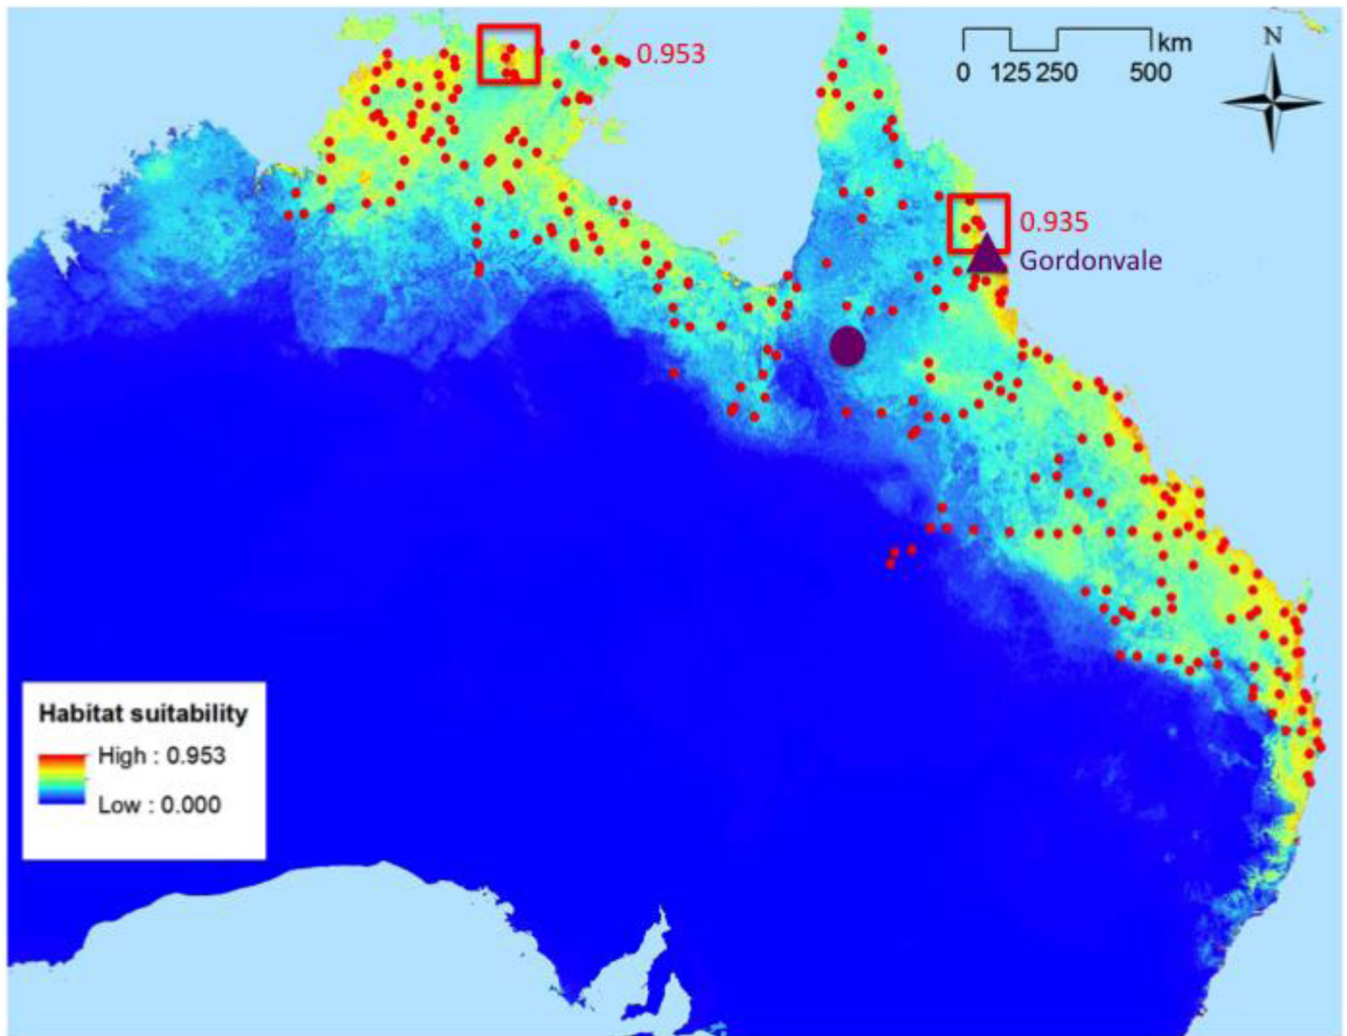 0.953
km
0 125 250 500
N
0.935
Gordonvale
Habitat suitability
High : 0.953
Low : 0.000